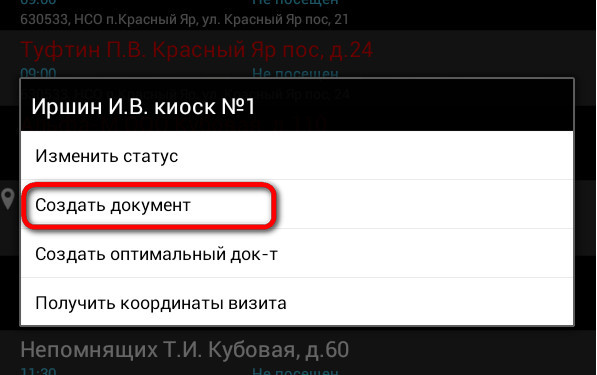 09:00 Не посещен
630533, НСО п.Красный Яр, ул. Красный Яр пос, 21
Туфтин П.В. Красный Яр пос, д.24
09:00 Не посещен
Иршин И.В. киоск №1
Изменить статус
Создать документ
Создать оптимальный док-т
Получить координаты визита
Непомнящих Т.И. Кубовая, д.60
11:30 Не посещен